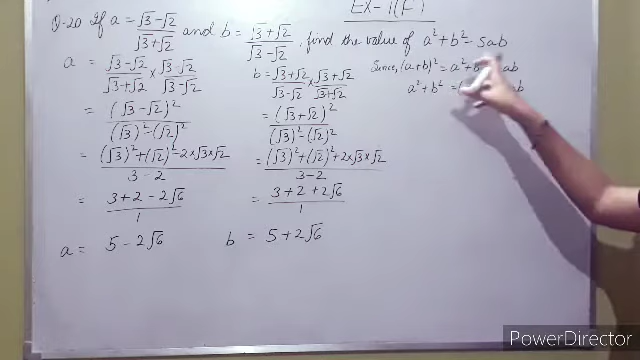 EX-1(F)
Q-20 If a = √3-√2/√3+√2 and b = √3+√2/√3-√2, find the value of a²+b²-5ab
a = √3-√2/√3+√2 × √3-√2/√3-√2
= (√3-√2)²/(√3)²-(√2)²
= (√3)²+(√2)²-2×√3×√2/3-2
= 3+2-2√6/1
a = 5-2√6
b = √3+√2/√3-√2 × √3+√2/√3+√2
= (√3+√2)²/(√3)²-(√2)²
= (√3)²+(√2)²+2×√3×√2/3-2
= 3+2+2√6/1
b = 5+2√6
Since, (a+b)² = a²+b² ab
a²+b² = b
PowerDirector